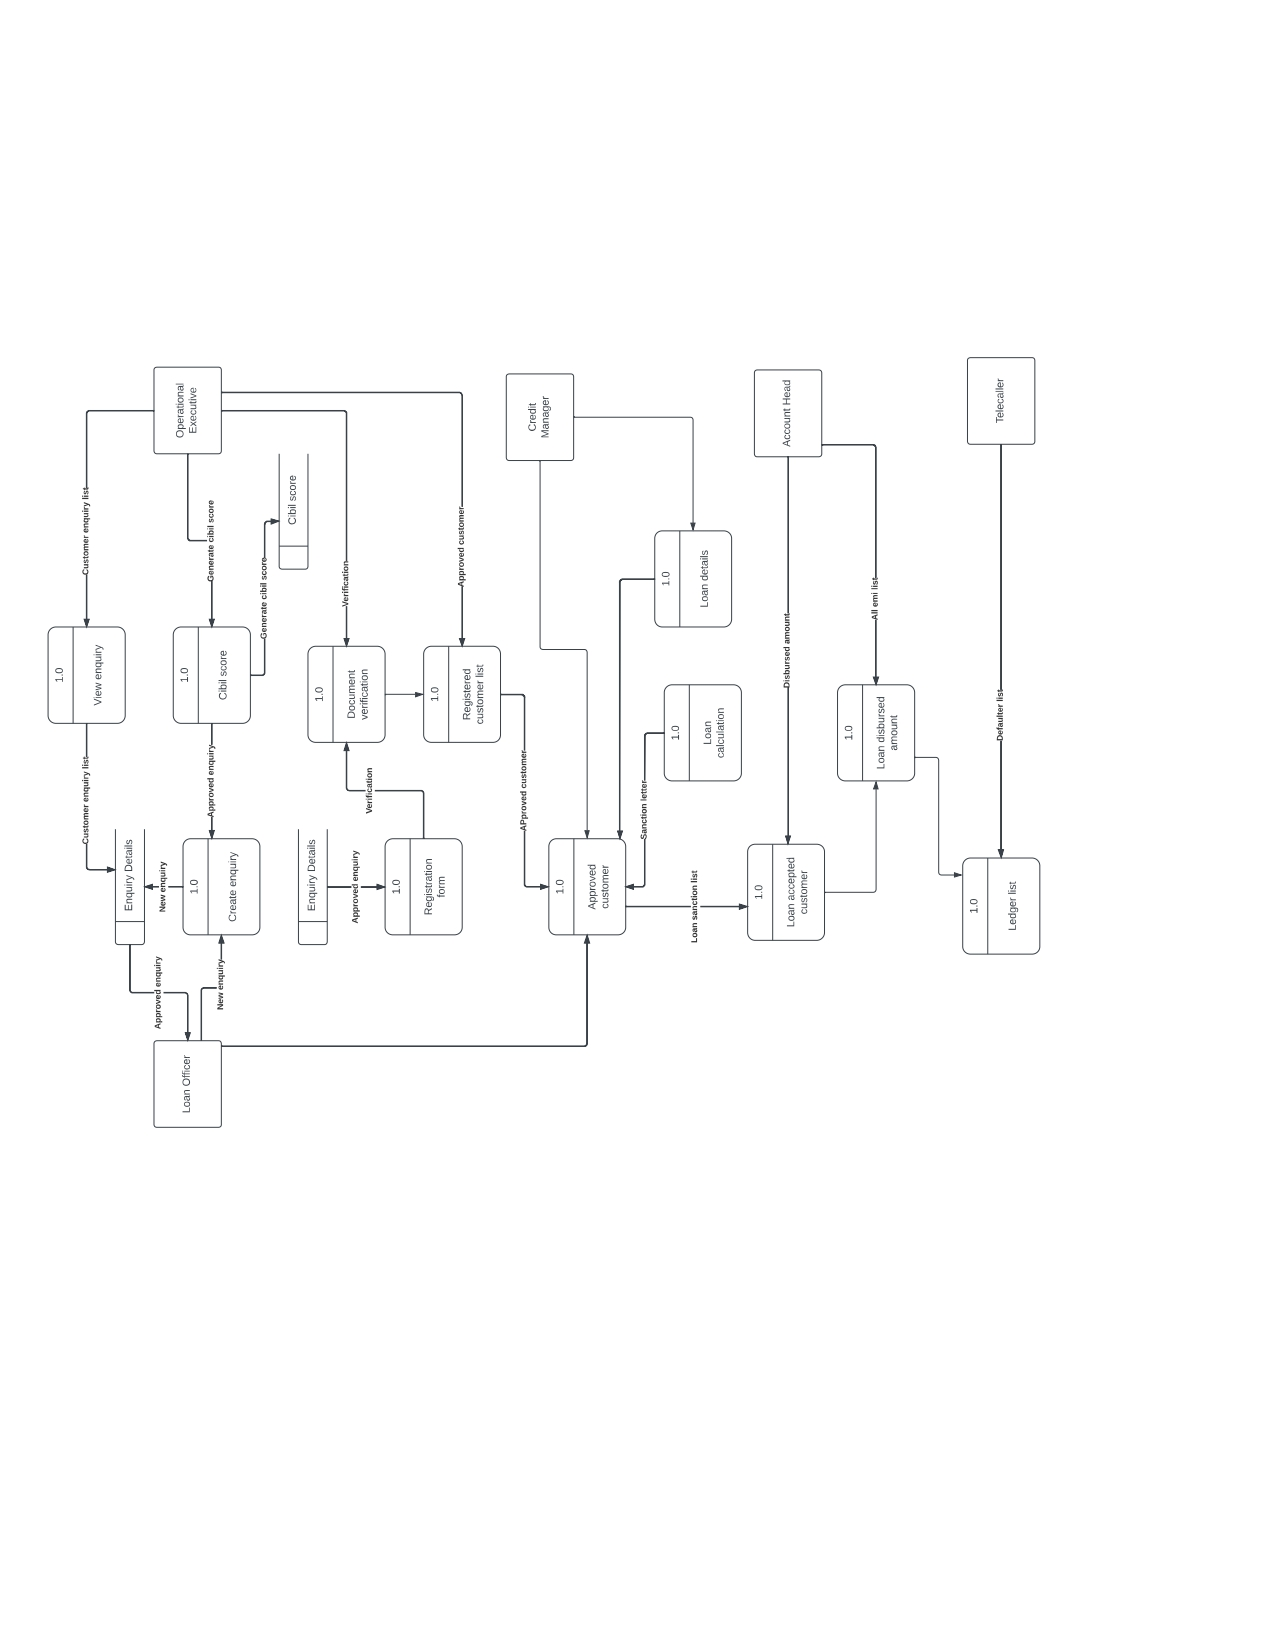 Loan Officer
Approved enquiry
New enquiry
Enquiry Details
New enquiry
1.0
Create enquiry
Customer enquiry list
Approved enquiry
1.0
View enquiry
1.0
Cibil score
Customer enquiry list
Generate cibil score
Generate cibil score
Cibil score
Operational
Executive
Enquiry Details
Approved enquiry
1.0
Registration
form
Verification
1.0
Document
verification
Verification
1.0
Registered
customer list
Approved customer
APproved customer
1.0
Approved
customer
Credit
Manager
Sanction letter
1.0
Loan
calculation
1.0
Loan details
Loan sanction list
1.0
Loan accepted
customer
Disbursed amount
Account Head
1.0
Loan disbursed
amount
All emi list
1.0
Ledger list
Defaulter list
Telecaller